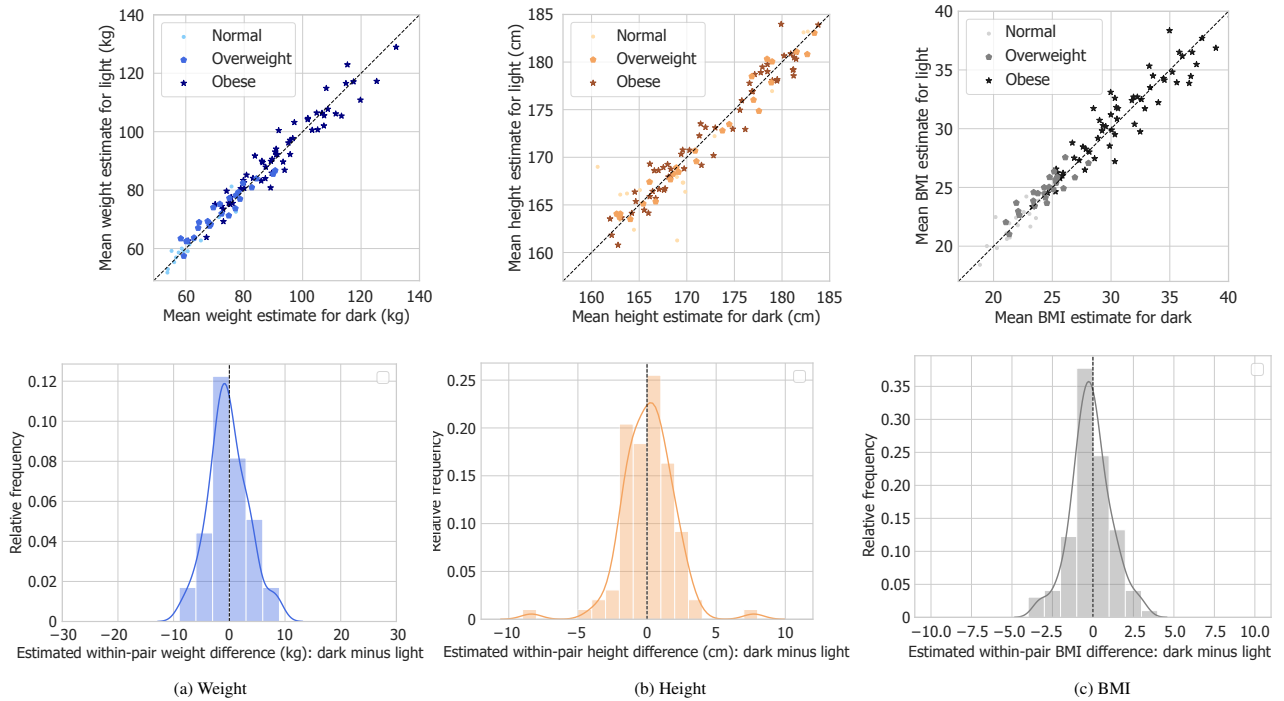 Mean weight estimate for light (kg)
140
120
100
80
60
Normal
Overweight
Obese
60 80 100 120 140
Mean weight estimate for dark (kg)
Mean height estimate for light (cm)
185
180
175
170
165
160
Normal
Overweight
Obese
160 165 170 175 180 185
Mean height estimate for dark (cm)
Mean BMI estimate for light
40
35
30
25
20
Normal
Overweight
Obese
20 25 30 35 40
Mean BMI estimate for dark
Relative frequency
0.12
0.10
0.08
0.06
0.04
0.02
0
−30 −20 −10 0 10 20 30
Estimated within-pair weight difference (kg): dark minus light
(a) Weight
Relative frequency
0.25
0.20
0.15
0.10
0.05
0.00
−10 −5 0 5 10
Estimated within-pair height difference (cm): dark minus light
(b) Height
Relative frequency
0.35
0.30
0.25
0.20
0.15
0.10
0.05
0
−10.0 −7.5 −5.0 −2.5 0 2.5 5.0 7.5 10.0
Estimated within-pair BMI difference: dark minus light
(c) BMI